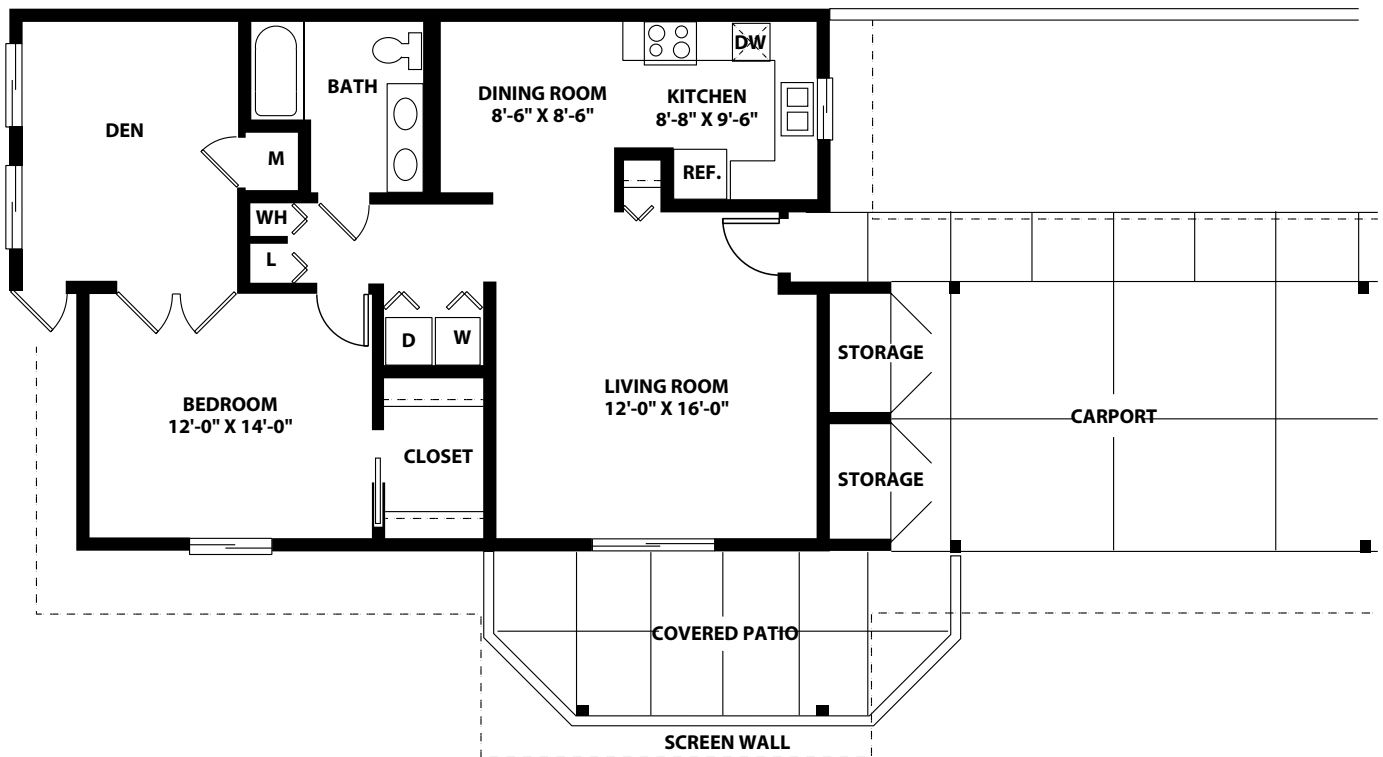 DW
BATH
DINING ROOM
8'-6" X 8'-6"
KITCHEN
8'-8" X 9'-6"
DEN
M
REF.
WH
L
D
W
STORAGE
LIVING ROOM
12'-0" X 16'-0"
BEDROOM
12'-0" X 14'-0"
CARPORT
CLOSET
STORAGE
COVERED PATIO
SCREEN WALL